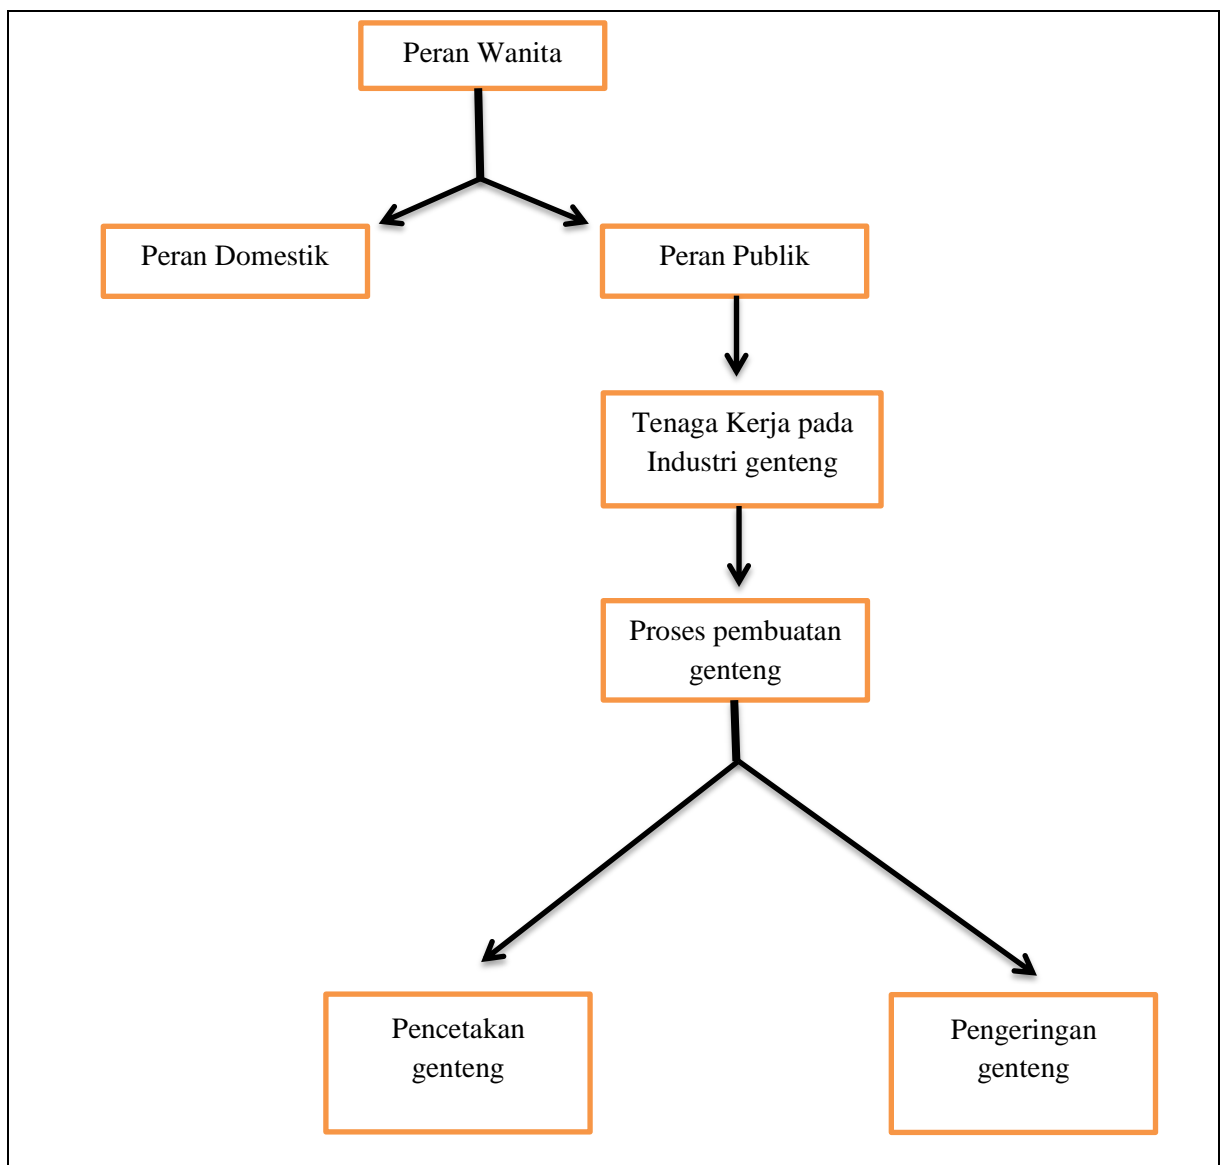 Peran Wanita
Peran Domestik
Peran Publik
Tenaga Kerja pada
Industri genteng
Proses pembuatan
genteng
Pencetakan
genteng
Pengeringan
genteng